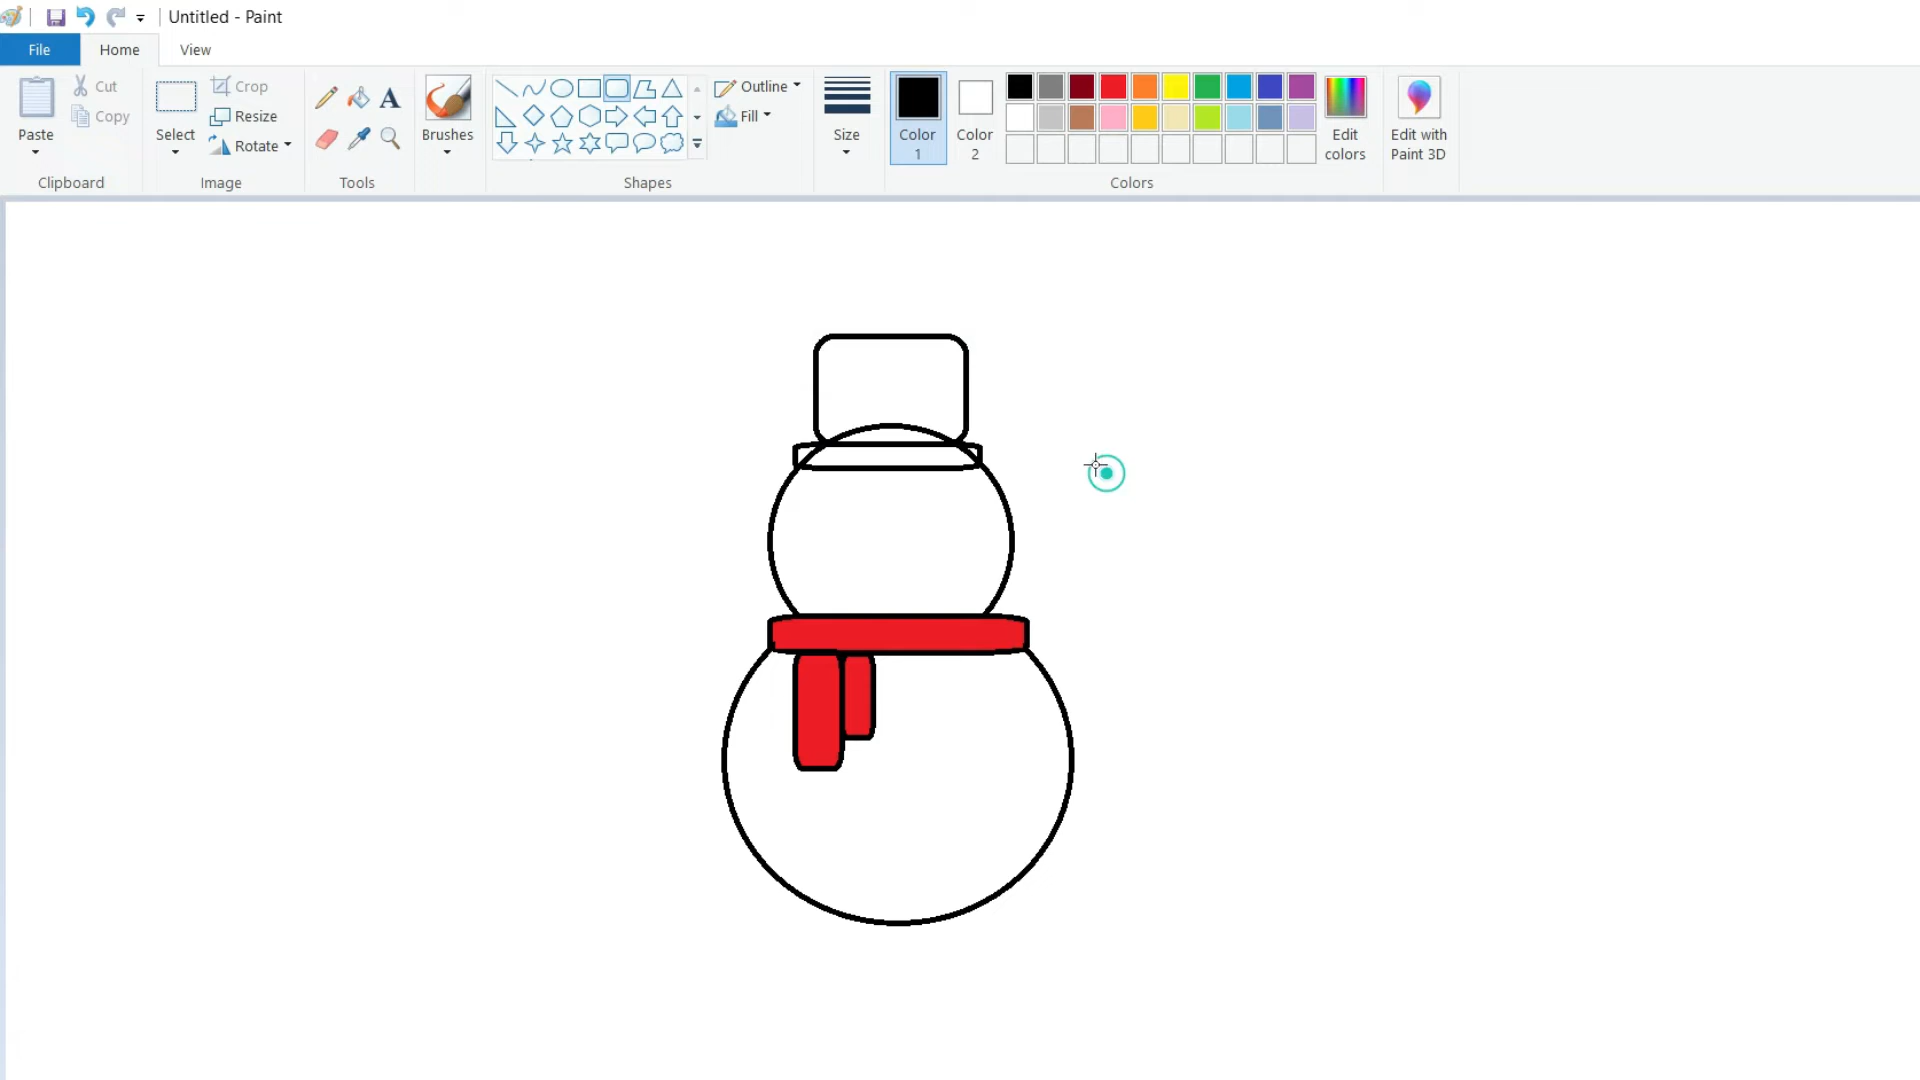 Untitled - Paint
File Home View
Paste
Cut
Copy
Clipboard
Select
Crop
Resize
Rotate
Image
A
Tools
Brushes
Outline
Fill
Shapes
Size
Color
1
Color
2
Edit
colors
Colors
Edit with
Paint 3D